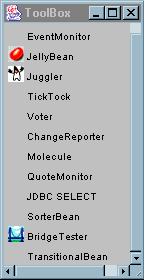 ToolBox
EventMonitor
JellyBean
Juggler
TickTock
Voter
ChangeReporter
Molecule
QuoteMonitor
JDBC SELECT
SorterBean
BridgeTester
TransitionalBean